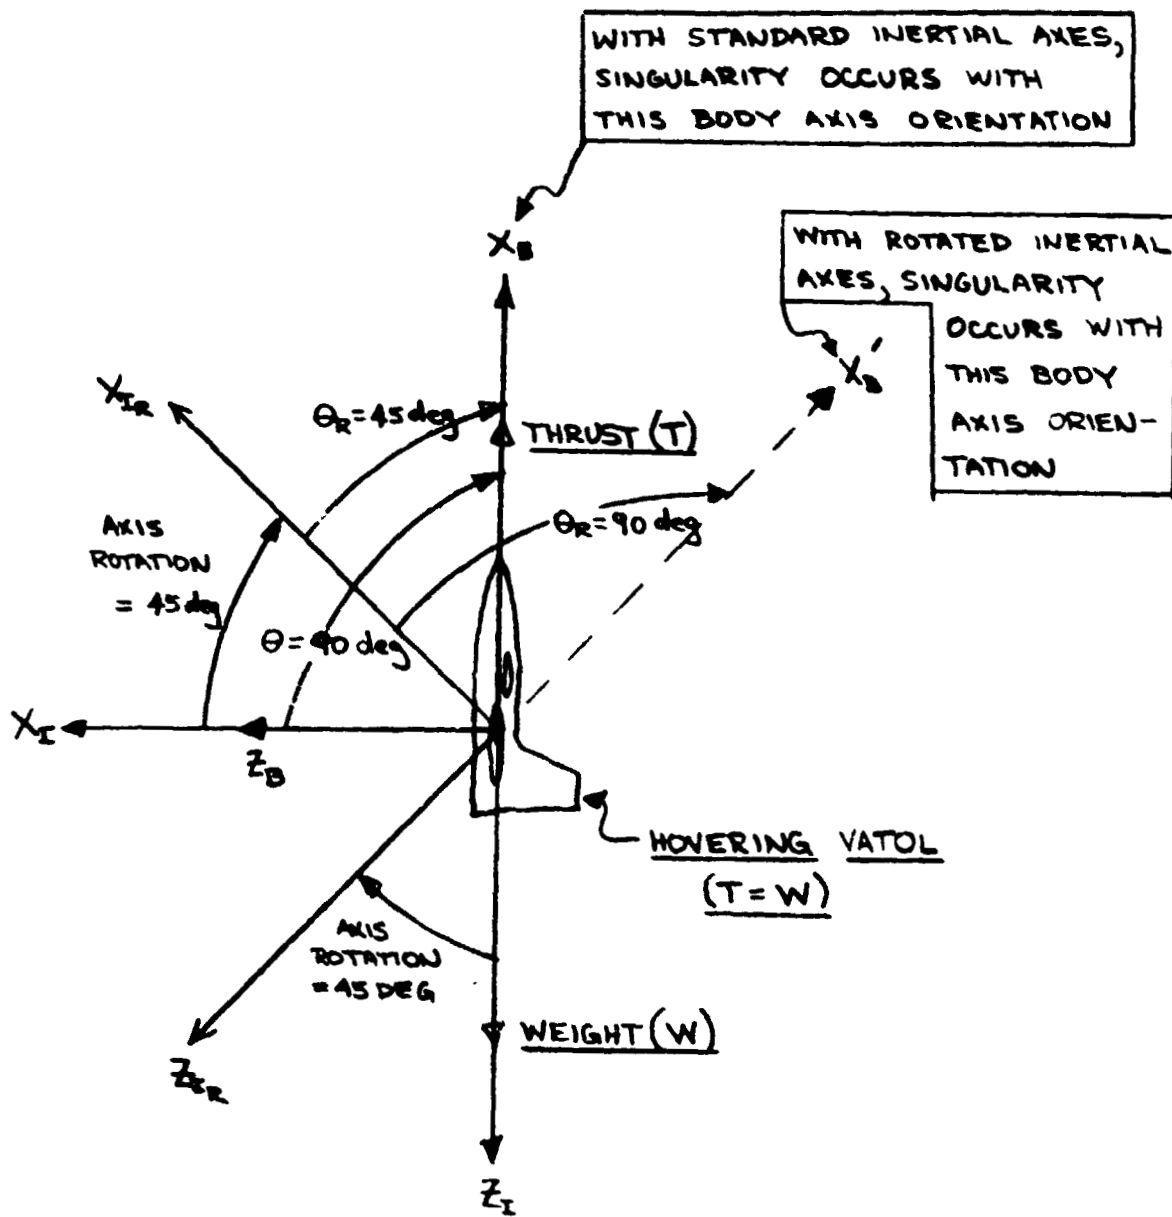 WITH STANDARD INERTIAL AXES,
SINGULARITY OCCURS WITH
THIS BODY AXIS ORIENTATION
X_B
WITH ROTATED INERTIAL
AXES, SINGULARITY
OCCURS WITH
THIS BODY
AXIS ORIEN-
TATION
X_B
X_IR
θ_R = 45 deg
THRUST (T)
θ_R = 90 deg
AXIS
ROTATION
= 45 deg
θ = 90 deg
X_I
Z_B
HOVERING VATOL
(T = W)
AXIS
ROTATION
= 45 DEG
WEIGHT (W)
Z_IR
Z_I